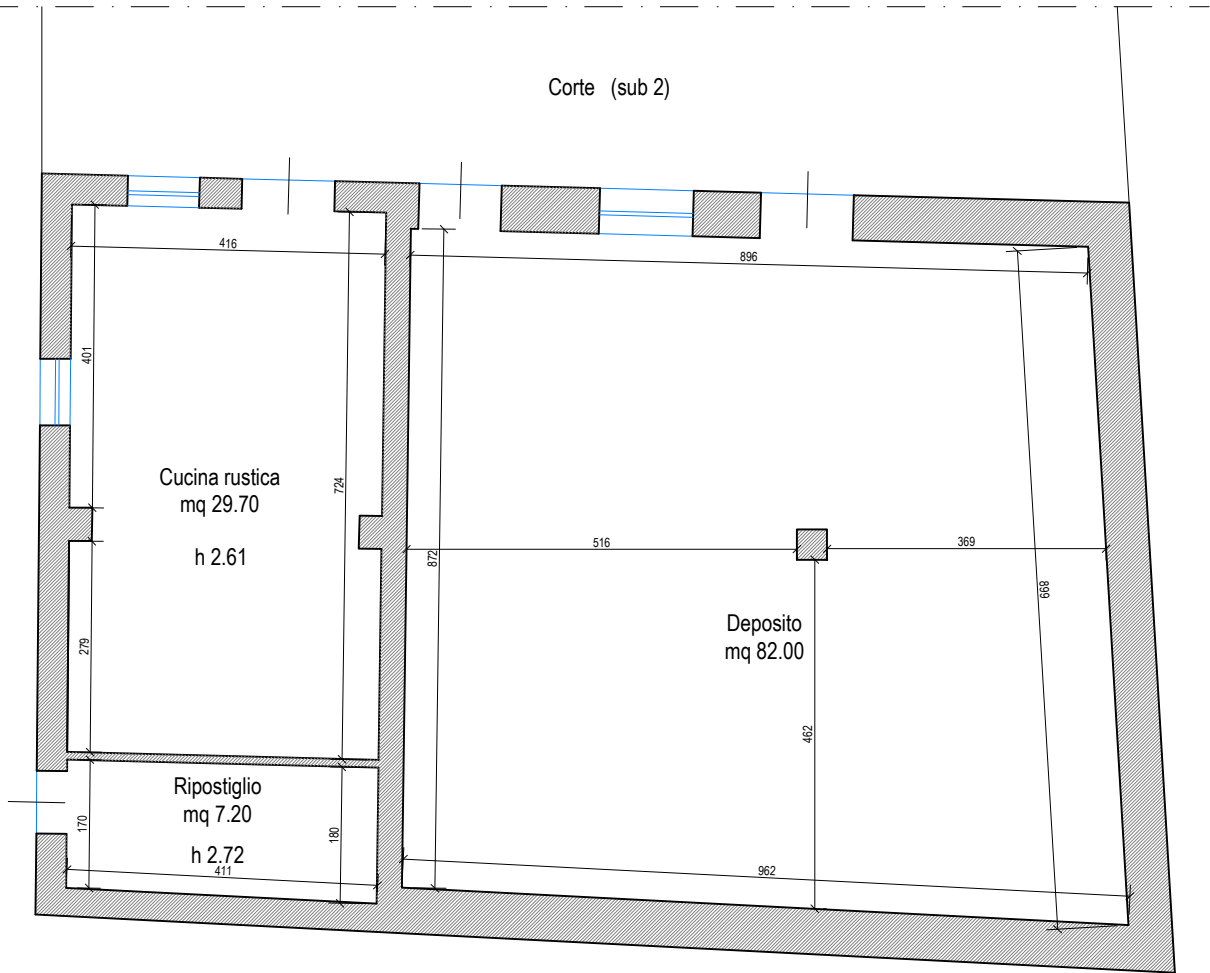 Corte (sub 2)
416
896
401
724
Cucina rustica
mq 29.70
h 2.61
516
369
872
668
279
Deposito
mq 82.00
462
Ripostiglio
mq 7.20
h 2.72
170
180
411
962